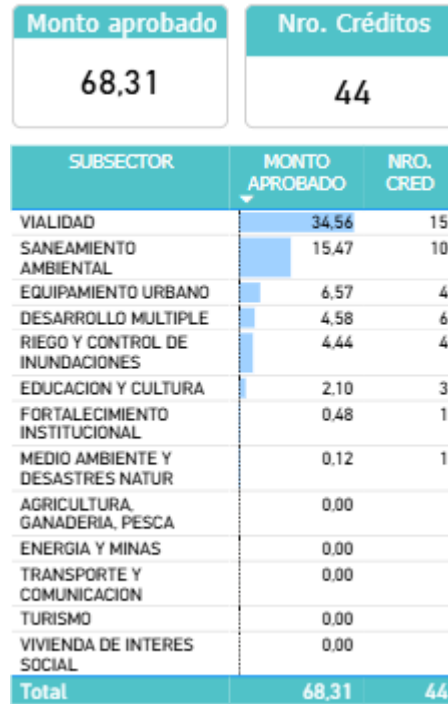 Monto aprobado
68,31
Nro. Créditos
44
SUBSECTOR MONTO APROBADO NRO. CRED
VIALIDAD 34,56 15
SANEAMIENTO 15,47 10
AMBIENTAL
EQUIPAMIENTO URBANO 6,57 4
DESARROLLO MULTIPLE 4,58 6
RIEGO Y CONTROL DE 4,44 4
INUNDACIONES
EDUCACION Y CULTURA 2,10 3
FORTALECIMIENTO 0,48 1
INSTITUCIONAL
MEDIO AMBIENTE Y 0,12 1
DESASTRES NATUR
AGRICULTURA, 0,00
GANADERIA, PESCA
ENERGIA Y MINAS 0,00
TRANSPORTE Y 0,00
COMUNICACION
TURISMO 0,00
VIVIENDA DE INTERES 0,00
SOCIAL
Total 68,31 44